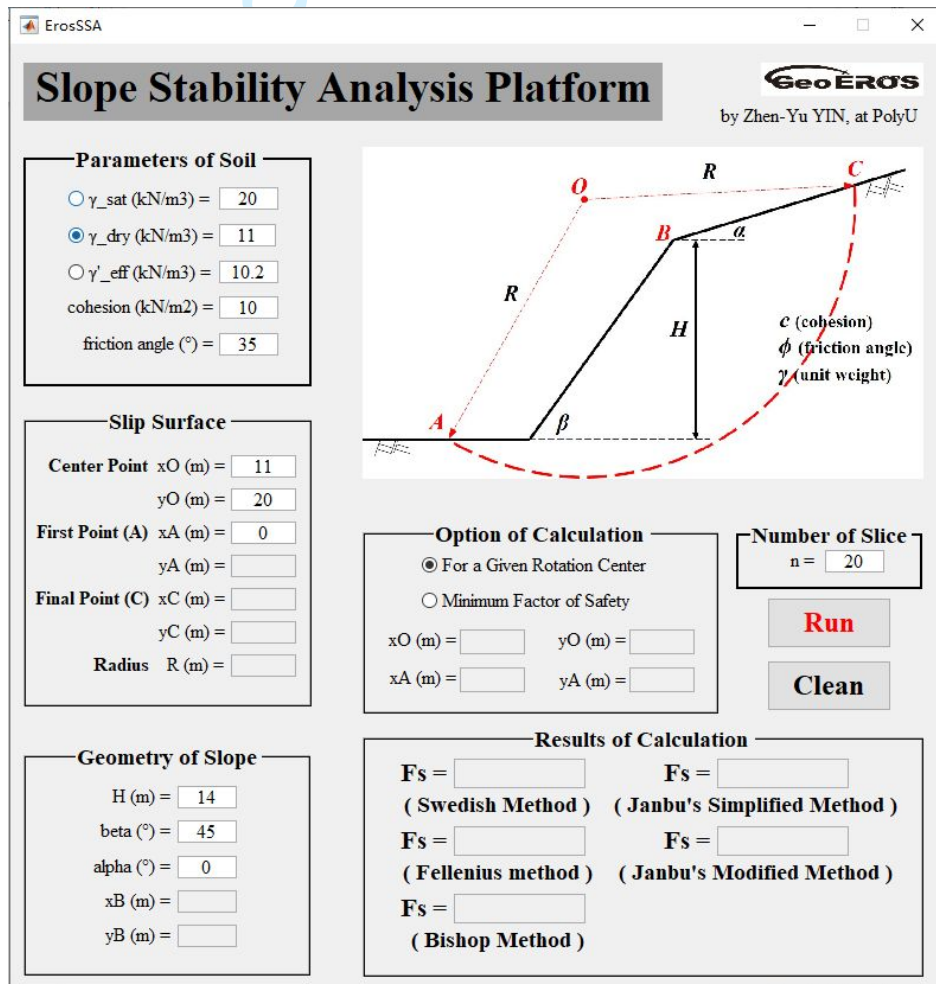 ErosSSA
Slope Stability Analysis Platform
GeoEROS
by Zhen-Yu YIN, at PolyU
Parameters of Soil
γ_sat (kN/m3) = 20
γ_dry (kN/m3) = 11
γ'_eff (kN/m3) = 10.2
cohesion (kN/m2) = 10
friction angle (°) = 35
O
R
C
B
α
R
H
c (cohesion)
ϕ (friction angle)
γ (unit weight)
A
β
Slip Surface
Center Point xO (m) = 11
yO (m) = 20
First Point (A) xA (m) = 0
yA (m) =
Final Point (C) xC (m) =
yC (m) =
Radius R (m) =
Option of Calculation
For a Given Rotation Center
Minimum Factor of Safety
xO (m) = yO (m) =
xA (m) = yA (m) =
Number of Slice
n = 20
Run
Clean
Geometry of Slope
H (m) = 14
beta (°) = 45
alpha (°) = 0
xB (m) =
yB (m) =
Results of Calculation
Fs = Fs =
( Swedish Method ) ( Janbu's Simplified Method )
Fs = Fs =
( Fellenius method ) ( Janbu's Modified Method )
Fs =
( Bishop Method )